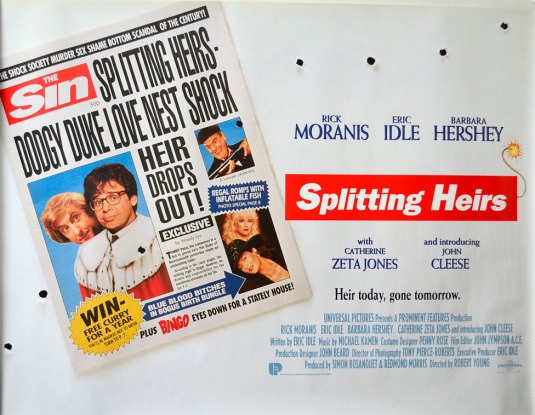 THE SHOCK SOCIETY MURDER SEX SHAME BOTTOM SCANDAL OF THE CENTURY!
THE
Sin
30p
SPLITTING HEIRS-
DODGY DUKE LOVE NEST SHOCK
HEIR
DROPS
OUT!
EXCLUSIVE
REGAL ROMPS WITH
INFLATABLE FISH
PHOTO SPECIAL PAGE 8
WIN-
FREE CURRY
FOR A YEAR
BLUE BLOOD BITCHES
IN BOGUS BIRTH BUNGLE
PLUS BINGO EYES DOWN FOR A STATELY HOUSE!
RICK
MORANIS
ERIC
IDLE
BARBARA
HERSHEY
Splitting Heirs
with
CATHERINE
ZETA JONES
and introducing
JOHN
CLEESE
Heir today, gone tomorrow.
UNIVERSAL PICTURES Presents A PROMINENT FEATURES Production
RICK MORANIS ERIC IDLE BARBARA HERSHEY CATHERINE ZETA JONES and introducing JOHN CLEESE
Written by ERIC IDLE Music by MICHAEL KAMEN Costume Designer PENNY ROSE Film Editor JOHN JYMPSON A.C.E.
Production Designer JOHN BEARD Director of Photography TONY PIERCE-ROBERTS Executive Producer ERIC IDLE
Produced by SIMON BOSANQUET & REDMOND MORRIS Directed by ROBERT YOUNG
UNIVERSAL